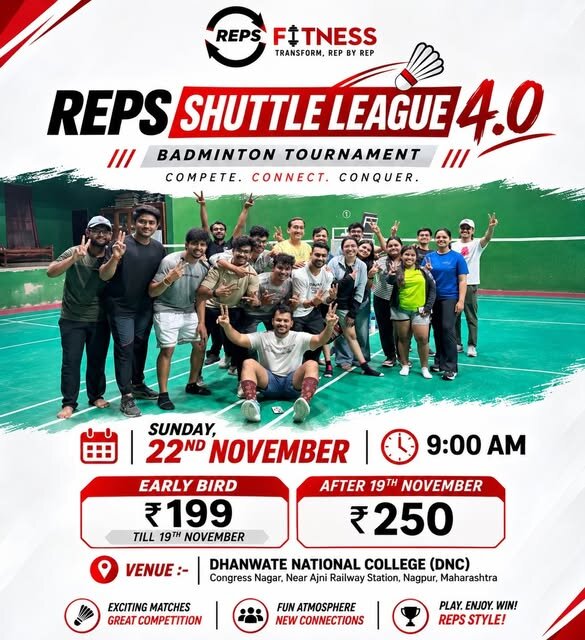 REPS FITNESS
TRANSFORM, REP BY REP
REPS SHUTTLE LEAGUE 4.0
BADMINTON TOURNAMENT
COMPETE. CONNECT. CONQUER.
1
SUNDAY,
22ND NOVEMBER
9:00 AM
EARLY BIRD
₹199
TILL 19TH NOVEMBER
AFTER 19TH NOVEMBER
₹250
VENUE :-
DHANWATE NATIONAL COLLEGE (DNC)
Congress Nagar, Near Ajni Railway Station, Nagpur, Maharashtra
EXCITING MATCHES
GREAT COMPETITION
FUN ATMOSPHERE
NEW CONNECTIONS
PLAY. ENJOY. WIN!
REPS STYLE!